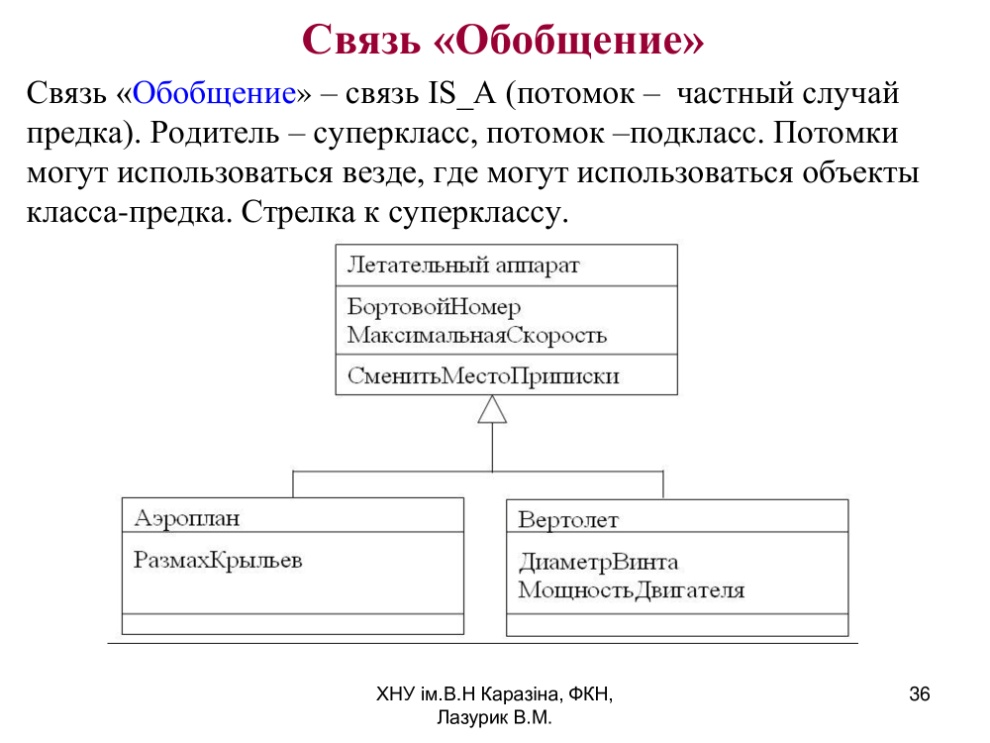 Связь «Обобщение»
Связь «Обобщение» – связь IS_A (потомок – частный случай
предка). Родитель – суперкласс, потомок –подкласс. Потомки
могут использоваться везде, где могут использоваться объекты
класса-предка. Стрелка к суперклассу.
Летательный аппарат
БортовойНомер
МаксимальнаяСкорость
СменитьМестоПриписки
Аэроплан
РазмахКрыльев
Вертолет
ДиаметрВинта
МощностьДвигателя
ХНУ ім.В.Н Каразіна, ФКН,
Лазурик В.М.
36